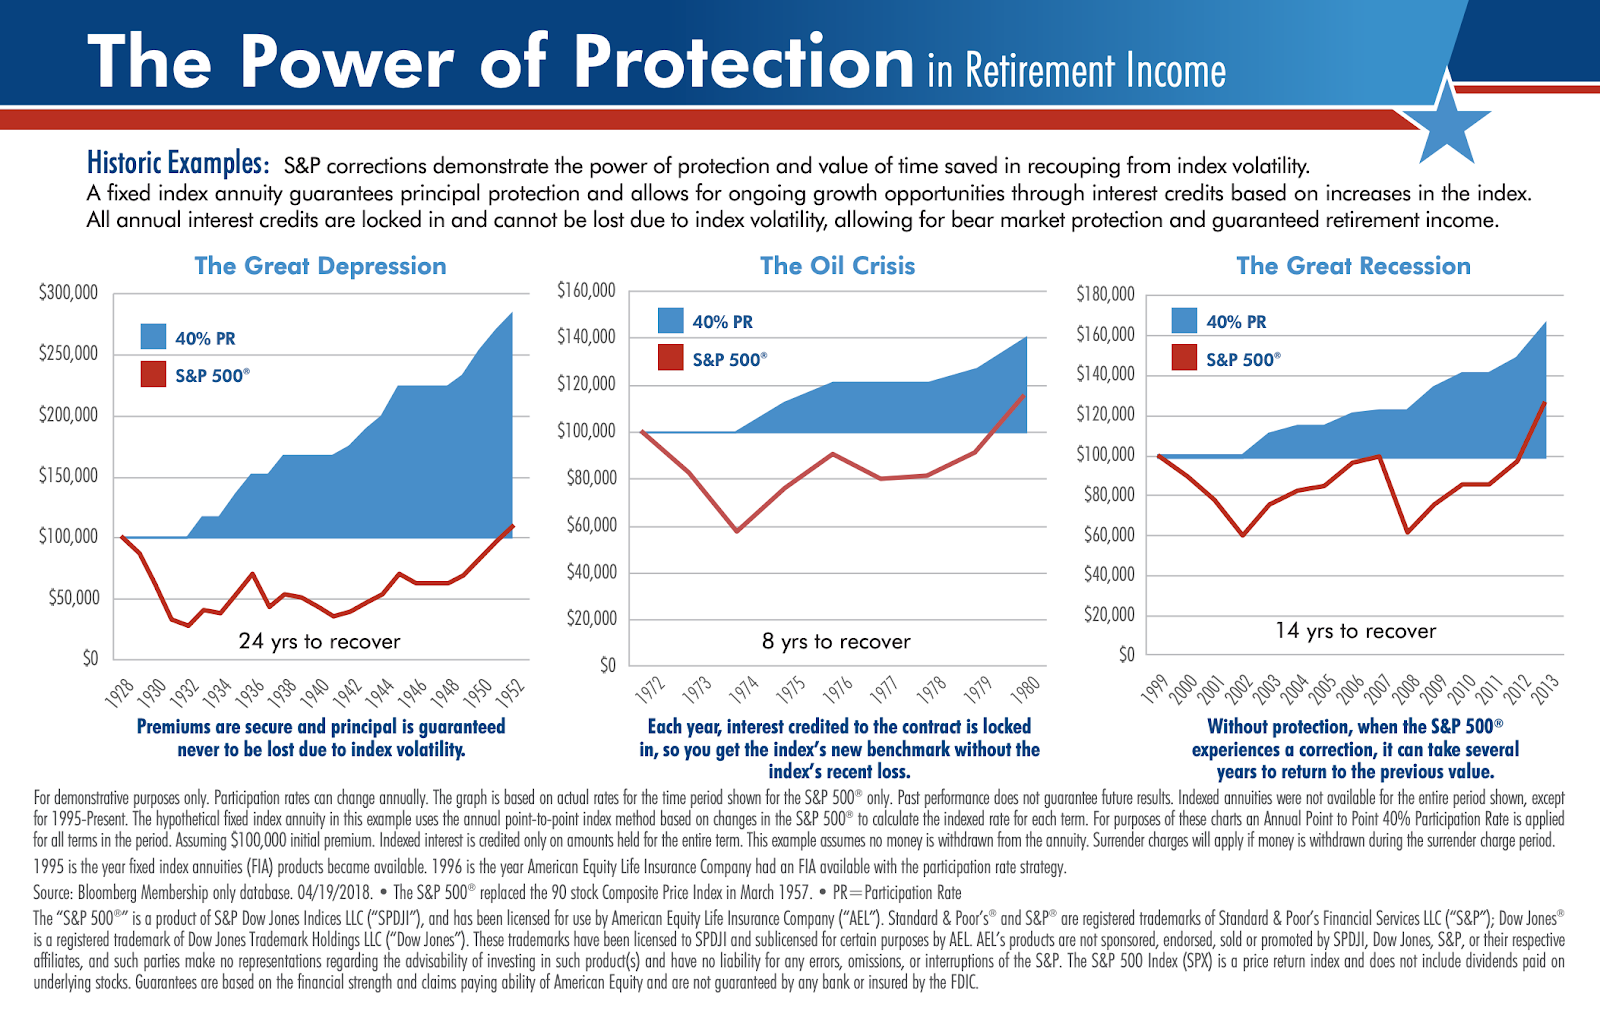 The Power of Protection in Retirement Income
Historic Examples: S&P corrections demonstrate the power of protection and value of time saved in recouping from index volatility.
A fixed index annuity guarantees principal protection and allows for ongoing growth opportunities through interest credits based on increases in the index.
All annual interest credits are locked in and cannot be lost due to index volatility, allowing for bear market protection and guaranteed retirement income.
The Great Depression
$300,000
$250,000
$200,000
$150,000
$100,000
$50,000
$0
40% PR
S&P 500®
24 yrs to recover
1928 1930 1932 1934 1936 1938 1940 1942 1944 1946 1948 1950 1952
Premiums are secure and principal is guaranteed
never to be lost due to index volatility.
The Oil Crisis
$160,000
$140,000
$120,000
$100,000
$80,000
$60,000
$40,000
$20,000
$0
40% PR
S&P 500®
8 yrs to recover
1972 1973 1974 1975 1976 1977 1978 1979 1980
Each year, interest credited to the contract is locked
in, so you get the index's new benchmark without the
index's recent loss.
The Great Recession
$180,000
$160,000
$140,000
$120,000
$100,000
$80,000
$60,000
$40,000
$20,000
$0
40% PR
S&P 500®
14 yrs to recover
1999 2000 2001 2002 2003 2004 2005 2006 2007 2008 2009 2010 2011 2012 2013
Without protection, when the S&P 500®
experiences a correction, it can take several
years to return to the previous value.
For demonstrative purposes only. Participation rates can change annually. The graph is based on actual rates for the time period shown for the S&P 500® only. Past performance does not guarantee future results. Indexed annuities were not available for the entire period shown, except
for 1995-Present. The hypothetical fixed index annuity in this example uses the annual point-to-point index method based on changes in the S&P 500® to calculate the indexed rate for each term. For purposes of these charts an Annual Point to Point 40% Participation Rate is applied
for all terms in the period. Assuming $100,000 initial premium. Indexed interest is credited only on amounts held for the entire term. This example assumes no money is withdrawn from the annuity. Surrender charges will apply if money is withdrawn during the surrender charge period.
1995 is the year fixed index annuities (FIA) products became available. 1996 is the year American Equity Life Insurance Company had an FIA available with the participation rate strategy.
Source: Bloomberg Membership only database. 04/19/2018. • The S&P 500® replaced the 90 stock Composite Price Index in March 1957. • PR=Participation Rate
The "S&P 500®" is a product of S&P Dow Jones Indices LLC ("SPDJI"), and has been licensed for use by American Equity Life Insurance Company ("AEL"). Standard & Poor's® and S&P® are registered trademarks of Standard & Poor's Financial Services LLC ("S&P"); Dow Jones®
is a registered trademark of Dow Jones Trademark Holdings LLC ("Dow Jones"). These trademarks have been licensed to SPDJI and sublicensed for certain purposes by AEL. AEL's products are not sponsored, endorsed, sold or promoted by SPDJI, Dow Jones, S&P, or their respective
affiliates, and such parties make no representations regarding the advisability of investing in such product(s) and have no liability for any errors, omissions, or interruptions of the S&P. The S&P 500 Index (SPX) is a price return index and does not include dividends paid on
underlying stocks. Guarantees are based on the financial strength and claims paying ability of American Equity and are not guaranteed by any bank or insured by the FDIC.